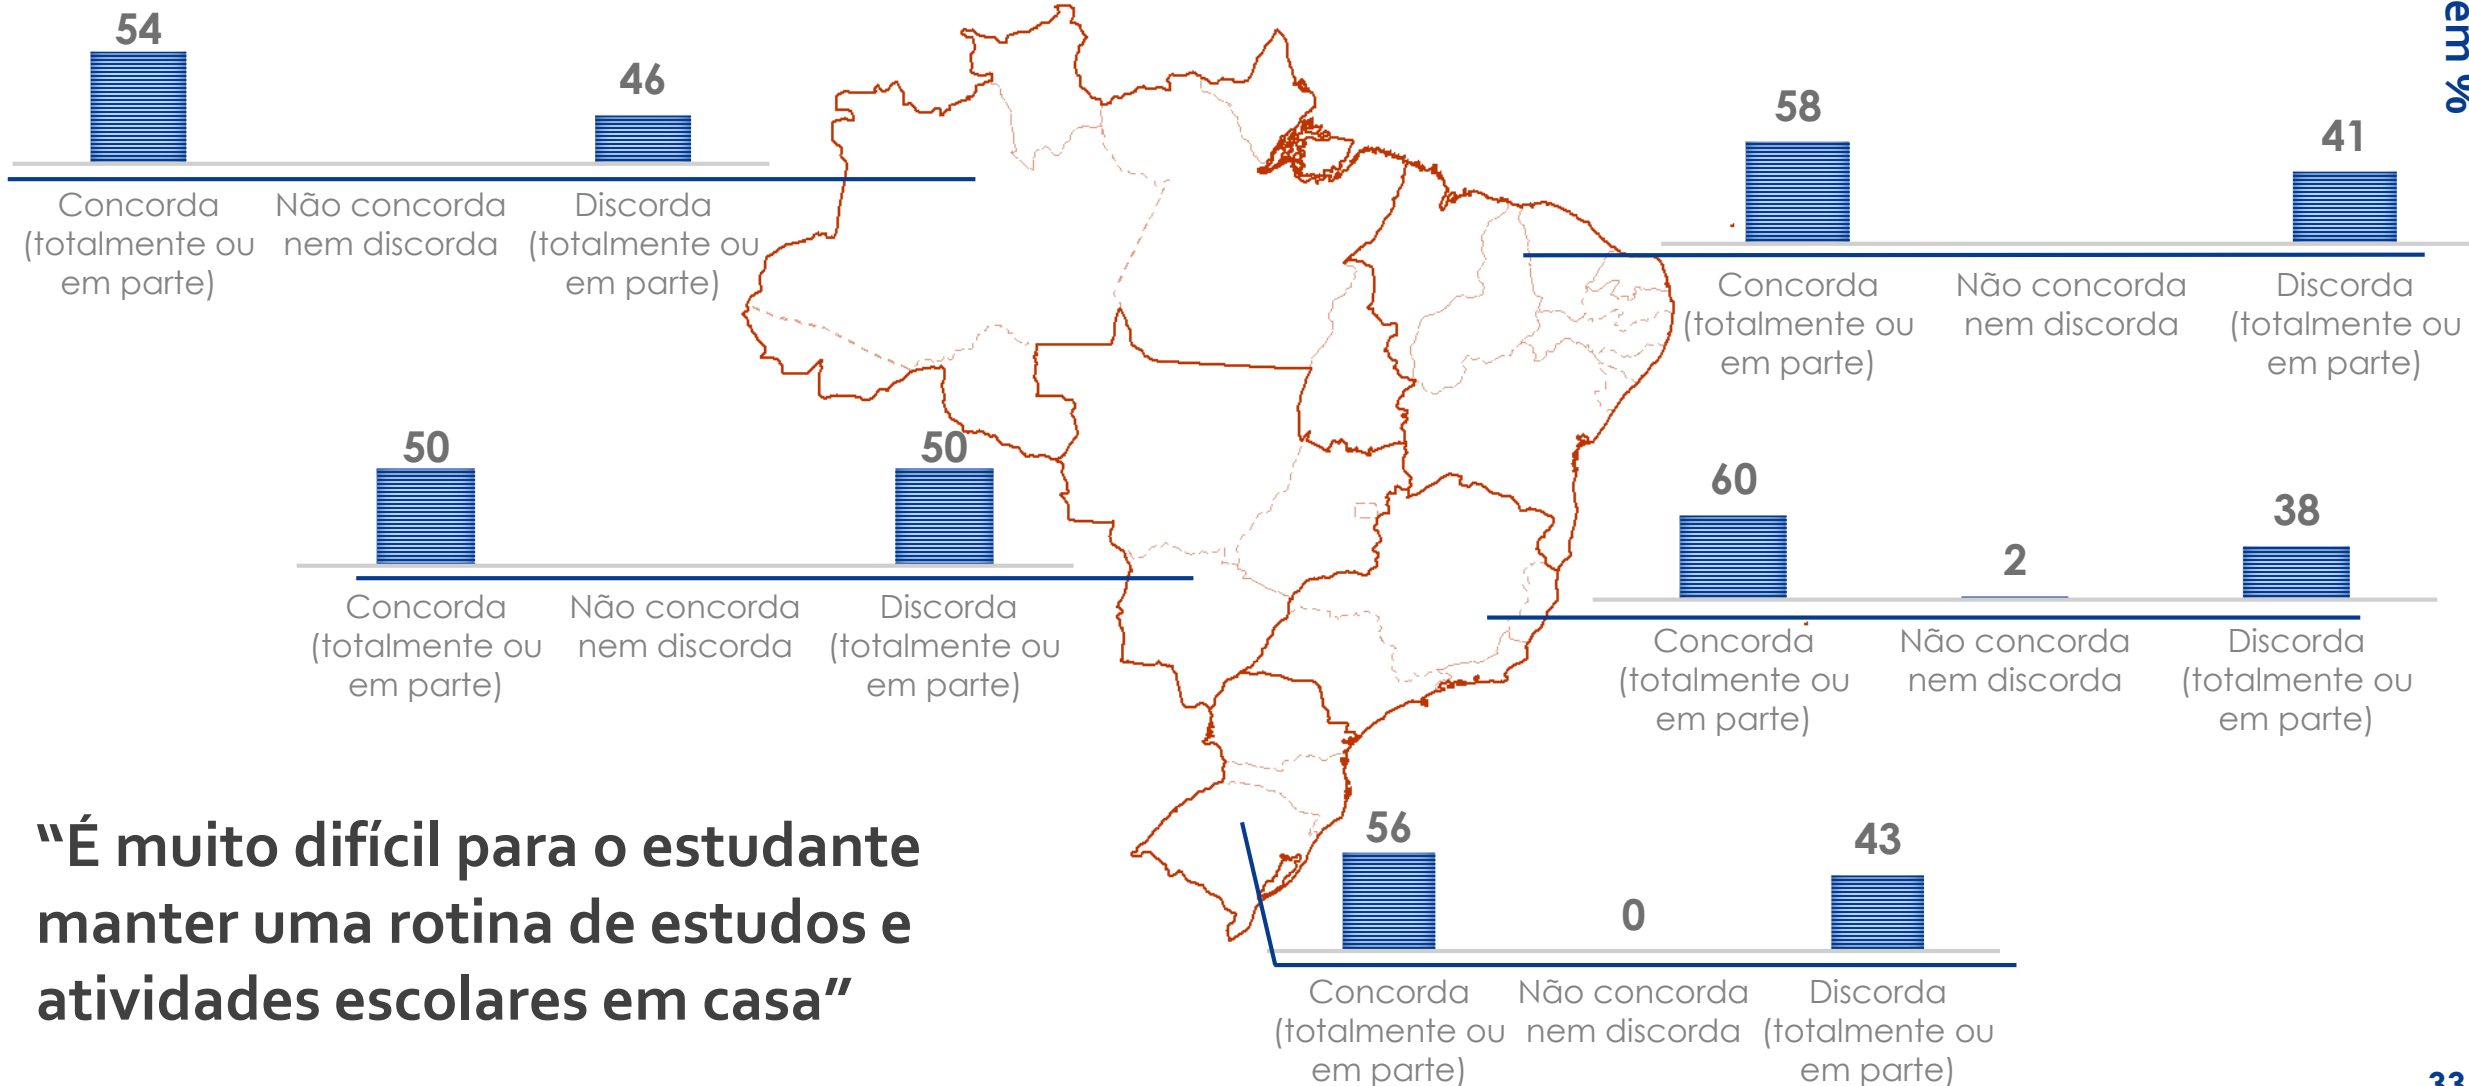 em %
54
46
Concorda
(totalmente ou
em parte)
Não concorda
nem discorda
Discorda
(totalmente ou
em parte)
58
41
Concorda
(totalmente ou
em parte)
Não concorda
nem discorda
Discorda
(totalmente ou
em parte)
50
50
Concorda
(totalmente ou
em parte)
Não concorda
nem discorda
Discorda
(totalmente ou
em parte)
60
2
38
Concorda
(totalmente ou
em parte)
Não concorda
nem discorda
Discorda
(totalmente ou
em parte)
“É muito difícil para o estudante
manter uma rotina de estudos e
atividades escolares em casa”
56
0
43
Concorda
(totalmente ou
em parte)
Não concorda
nem discorda
Discorda
(totalmente ou
em parte)
33